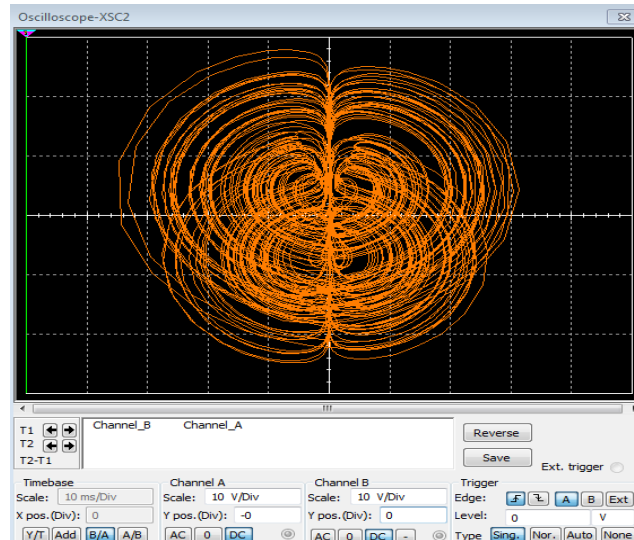 Oscilloscope-XSC2
T1
T2
T2-T1
Channel_B Channel_A
Reverse
Save
Ext. trigger
Timebase
Scale: 10 ms/Div
X pos.(Div): 0
Y/T Add B/A A/B
Channel A
Scale: 10 V/Div
Y pos.(Div): -0
AC 0 DC
Channel B
Scale: 10 V/Div
Y pos.(Div): 0
AC 0 DC -
Trigger
Edge: A B Ext
Level: 0 V
Type Sing. Nor. Auto None